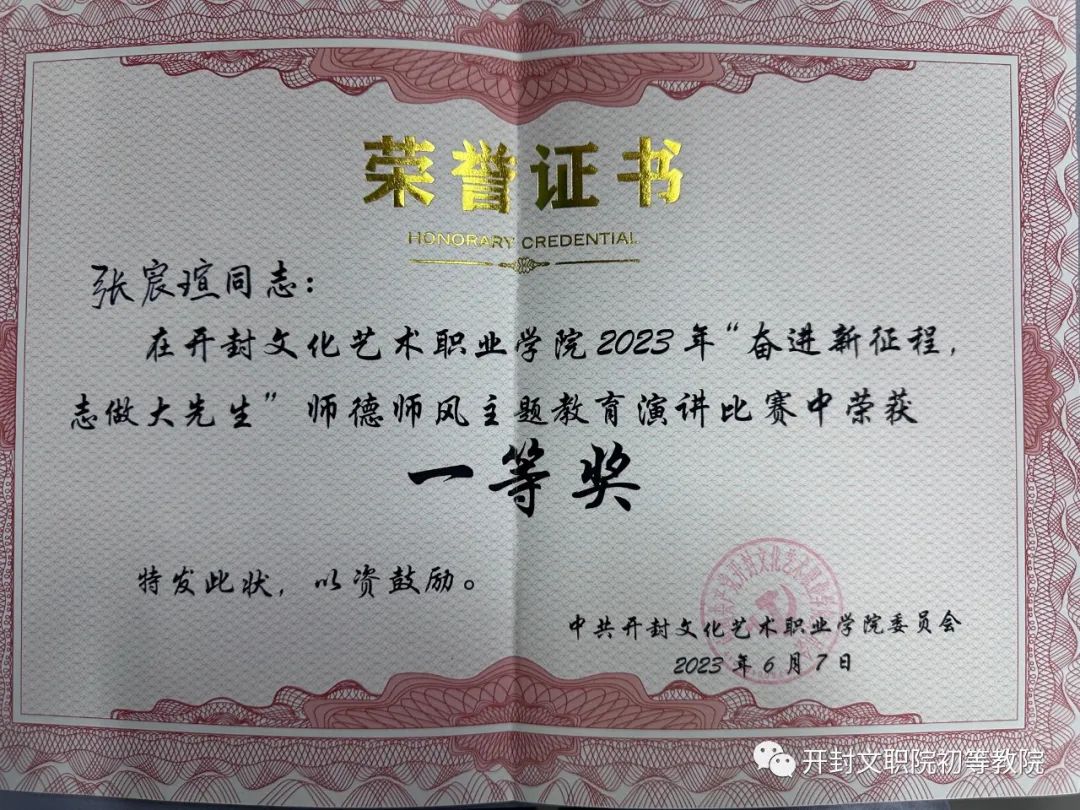 荣誉证书
HONORARY CREDENTIAL
张宸瑄同志：
在开封文化艺术职业学院2023年“奋进新征程，
志做大先生”师德师风主题教育演讲比赛中荣获
一等奖
特发此状，以资鼓励。
中共开封文化艺术职业学院委员会
2023年6月7日
开封文职院初等教院